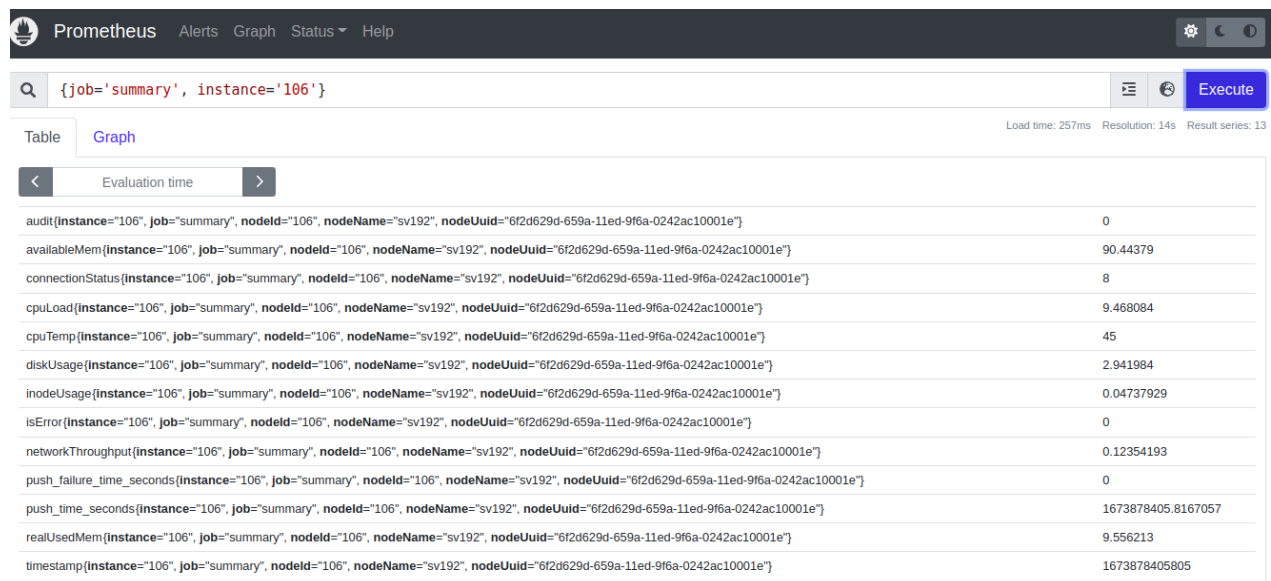 Prometheus Alerts Graph Status Help
{job='summary', instance='106'} Execute
Load time: 257ms Resolution: 14s Result series: 13
Table Graph
Evaluation time
audit{instance="106", job="summary", nodeId="106", nodeName="sv192", nodeUuid="6f2d629d-659a-11ed-9f6a-0242ac10001e"} 0
availableMem{instance="106", job="summary", nodeId="106", nodeName="sv192", nodeUuid="6f2d629d-659a-11ed-9f6a-0242ac10001e"} 90.44379
connectionStatus{instance="106", job="summary", nodeId="106", nodeName="sv192", nodeUuid="6f2d629d-659a-11ed-9f6a-0242ac10001e"} 8
cpuLoad{instance="106", job="summary", nodeId="106", nodeName="sv192", nodeUuid="6f2d629d-659a-11ed-9f6a-0242ac10001e"} 9.468084
cpuTemp{instance="106", job="summary", nodeId="106", nodeName="sv192", nodeUuid="6f2d629d-659a-11ed-9f6a-0242ac10001e"} 45
diskUsage{instance="106", job="summary", nodeId="106", nodeName="sv192", nodeUuid="6f2d629d-659a-11ed-9f6a-0242ac10001e"} 2.941984
inodeUsage{instance="106", job="summary", nodeId="106", nodeName="sv192", nodeUuid="6f2d629d-659a-11ed-9f6a-0242ac10001e"} 0.04737929
isError{instance="106", job="summary", nodeId="106", nodeName="sv192", nodeUuid="6f2d629d-659a-11ed-9f6a-0242ac10001e"} 0
networkThroughput{instance="106", job="summary", nodeId="106", nodeName="sv192", nodeUuid="6f2d629d-659a-11ed-9f6a-0242ac10001e"} 0.12354193
push_failure_time_seconds{instance="106", job="summary", nodeId="106", nodeName="sv192", nodeUuid="6f2d629d-659a-11ed-9f6a-0242ac10001e"} 0
push_time_seconds{instance="106", job="summary", nodeId="106", nodeName="sv192", nodeUuid="6f2d629d-659a-11ed-9f6a-0242ac10001e"} 1673878405.8167057
realUsedMem{instance="106", job="summary", nodeId="106", nodeName="sv192", nodeUuid="6f2d629d-659a-11ed-9f6a-0242ac10001e"} 9.556213
timestamp{instance="106", job="summary", nodeId="106", nodeName="sv192", nodeUuid="6f2d629d-659a-11ed-9f6a-0242ac10001e"} 1673878405805